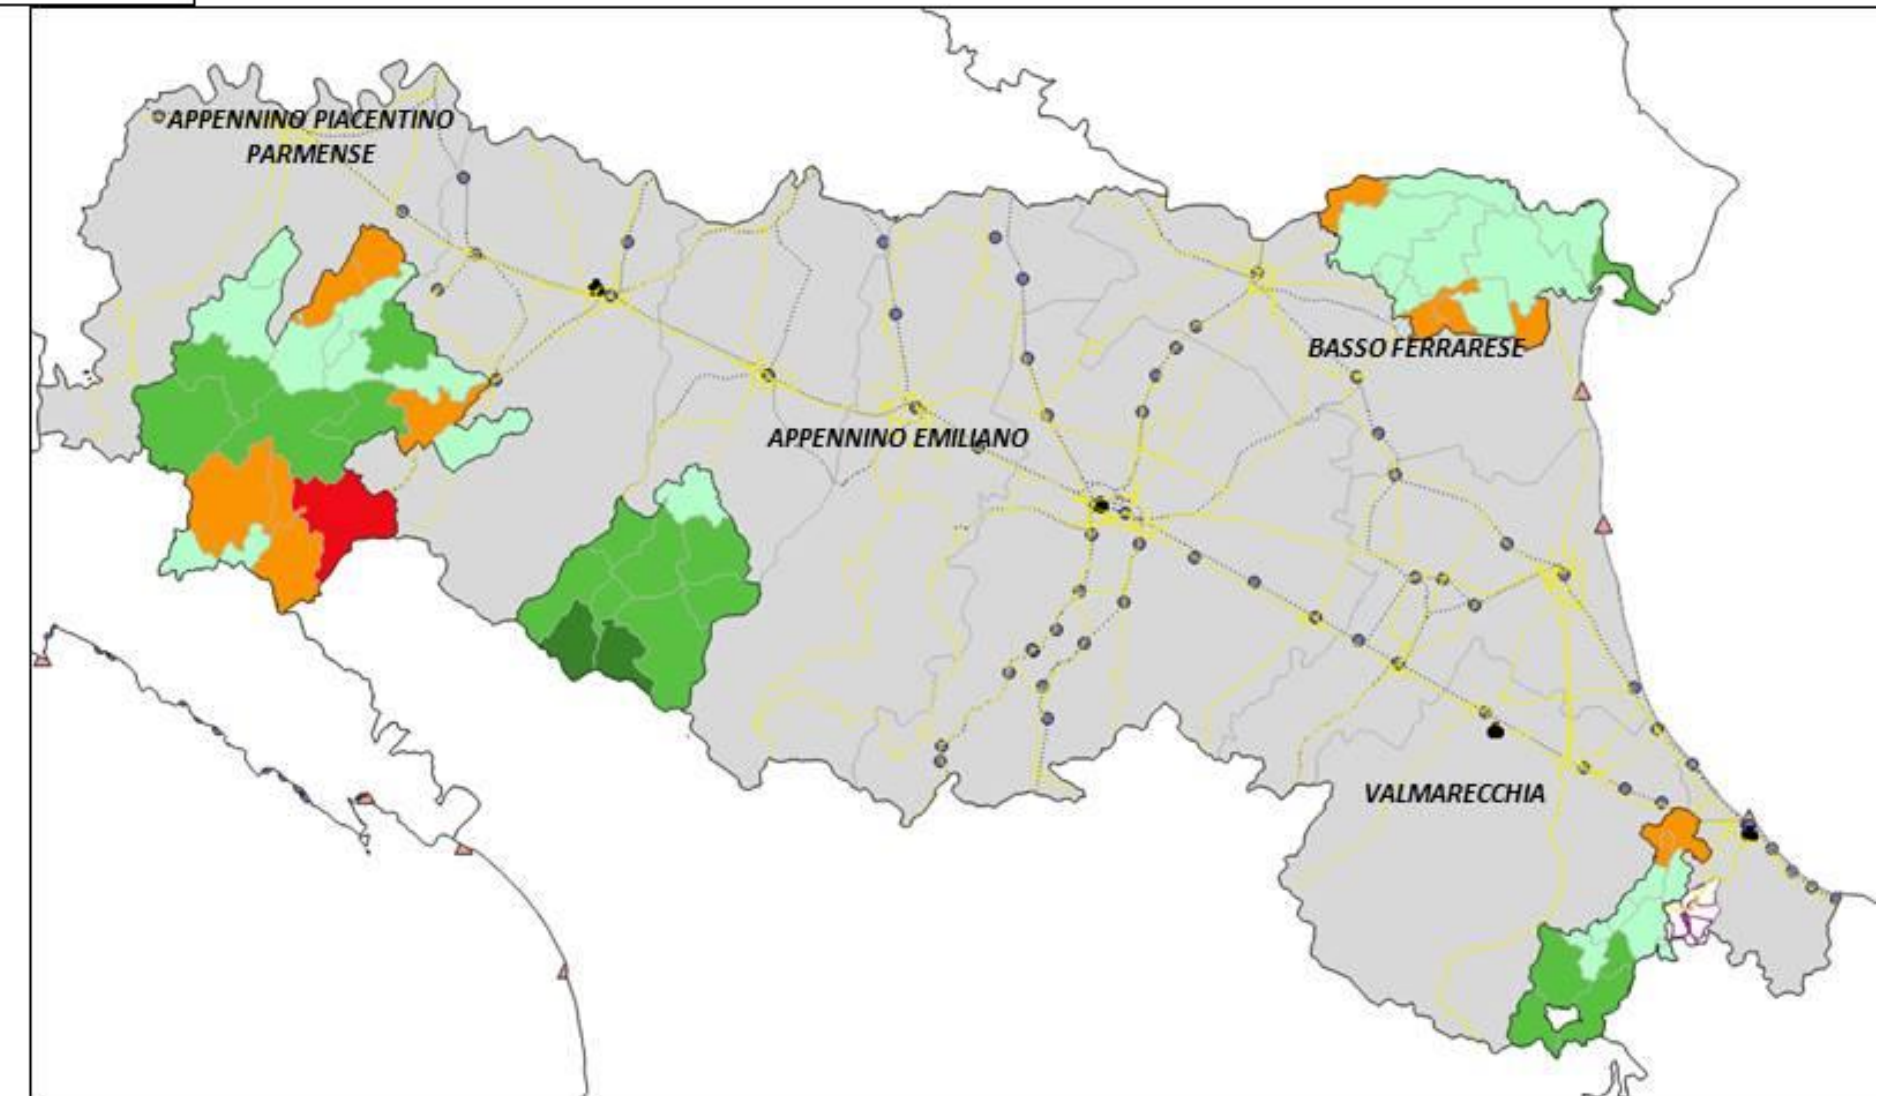 APPENNINO PIACENTINO
PARMENSE
BASSO FERRARESE
APPENNINO EMILIANO
VALMARECCHIA